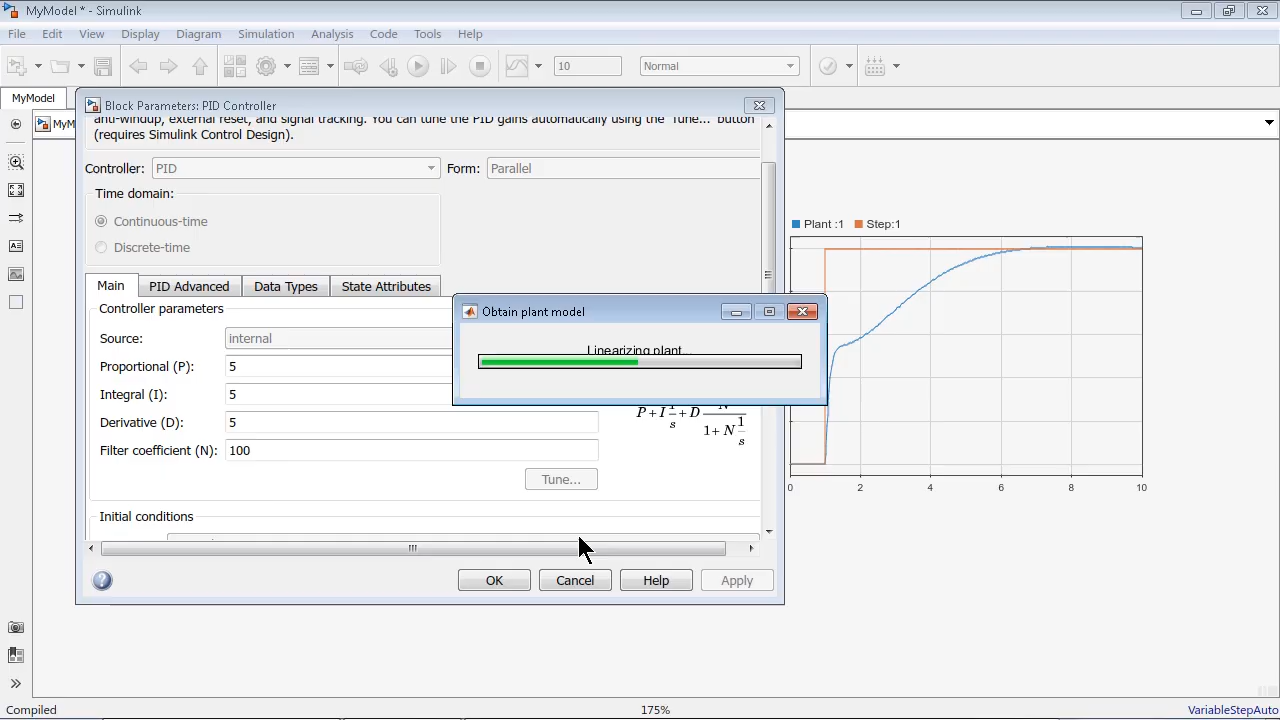 MyModel * - Simulink
File Edit View Display Diagram Simulation Analysis Code Tools Help
10 Normal
MyModel
MyM
Block Parameters: PID Controller
anti-windup, external reset, and signal tracking. You can tune the PID gains automatically using the 'Tune...' button
(requires Simulink Control Design).
Controller: PID Form: Parallel
Time domain:
Continuous-time
Discrete-time
Main PID Advanced Data Types State Attributes
Controller parameters
Source: internal
Proportional (P): 5
Integral (I): 5
Derivative (D): 5
Filter coefficient (N): 100
Tune...
P+I 1/s +D N/(1+N 1/s)
Initial conditions
OK Cancel Help Apply
Obtain plant model
Linearizing plant...
Plant :1 Step:1
0 2 4 6 8 10
Compiled 175% VariableStepAuto